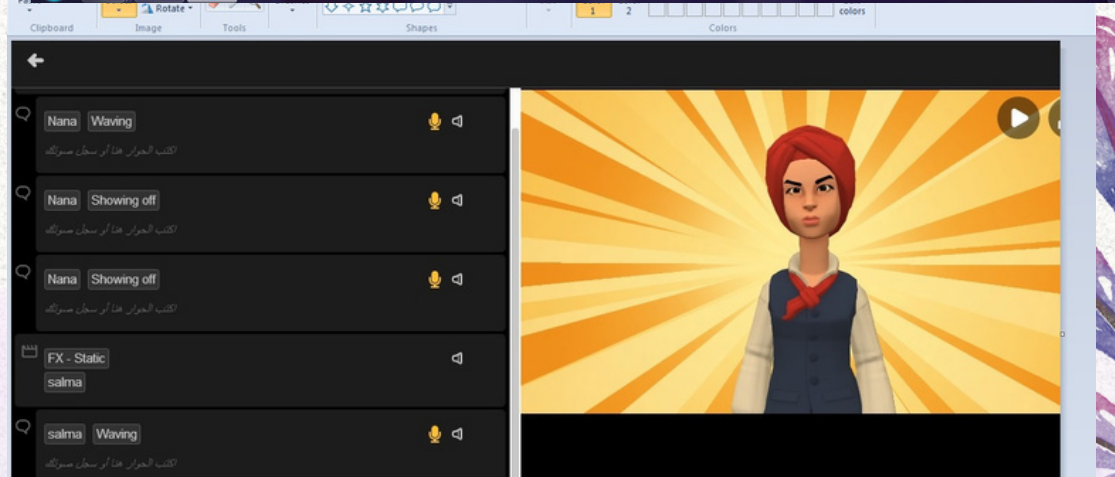 Rotate
1 2 colors
Clipboard Image Tools Shapes Colors
Nana Waving
اكتب الحوار هنا أو سجل صوتك
Nana Showing off
اكتب الحوار هنا أو سجل صوتك
Nana Showing off
اكتب الحوار هنا أو سجل صوتك
FX - Static
salma
salma Waving
اكتب الحوار هنا أو سجل صوتك